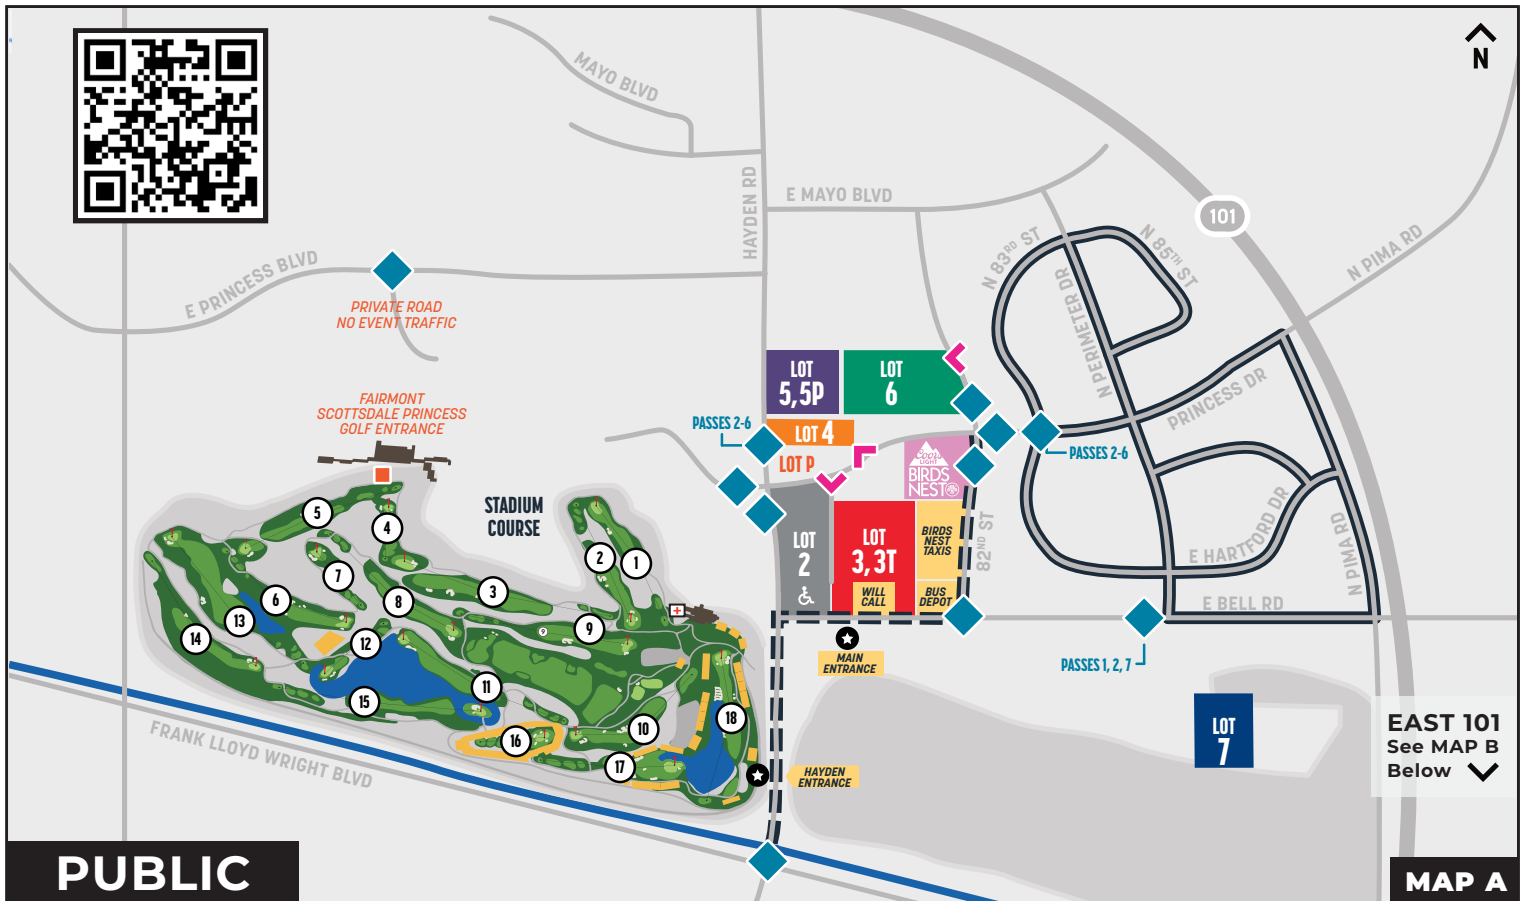 N
MAYO BLVD
HAYDEN RD
E MAYO BLVD
101
N 83RD ST
N 85TH ST
N PIMA RD
E PRINCESS BLVD
N PERIMETER DR
PRIVATE ROAD
NO EVENT TRAFFIC
LOT
5,5P
LOT
6
PRINCESS DR
FAIRMONT
SCOTTSDALE PRINCESS
GOLF ENTRANCE
PASSES 2-6
LOT 4
LOT P
Coors
LIGHT
BIRDS
NEST
PASSES 2-6
STADIUM
COURSE
LOT
2
LOT
3,3T
BIRDS
NEST
TAXIS
82ND ST
E HARTFORD DR
N PIMA RD
WILL
CALL
BUS
DEPOT
E BELL RD
5
4
2
1
7
3
6
8
13
9
14
12
9
11
15
16
10
18
17
MAIN
ENTRANCE
PASSES 1, 2, 7
LOT
7
HAYDEN
ENTRANCE
FRANK LLOYD WRIGHT BLVD
EAST 101
See MAP B
Below
PUBLIC
MAP A